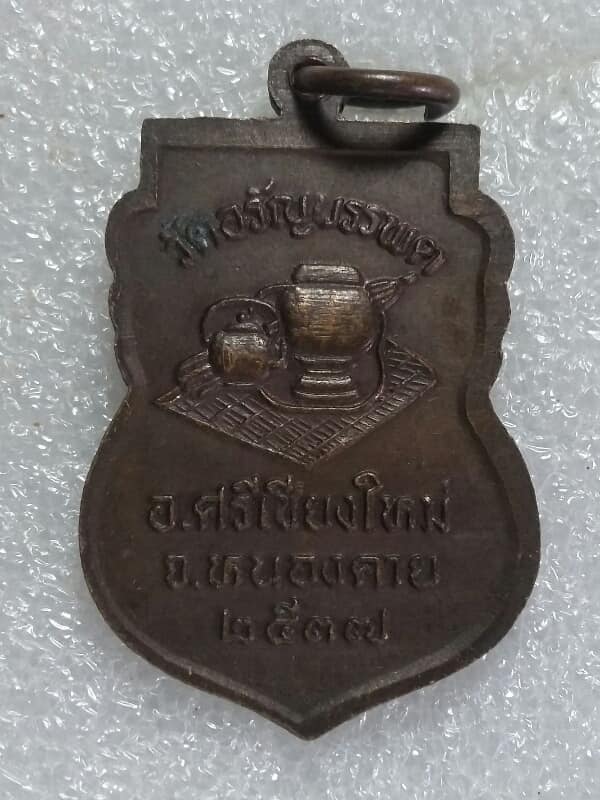 วัดอรัญบรรพต
อ.ศรีเชียงใหม่
จ.หนองคาย
๒๕๓๗